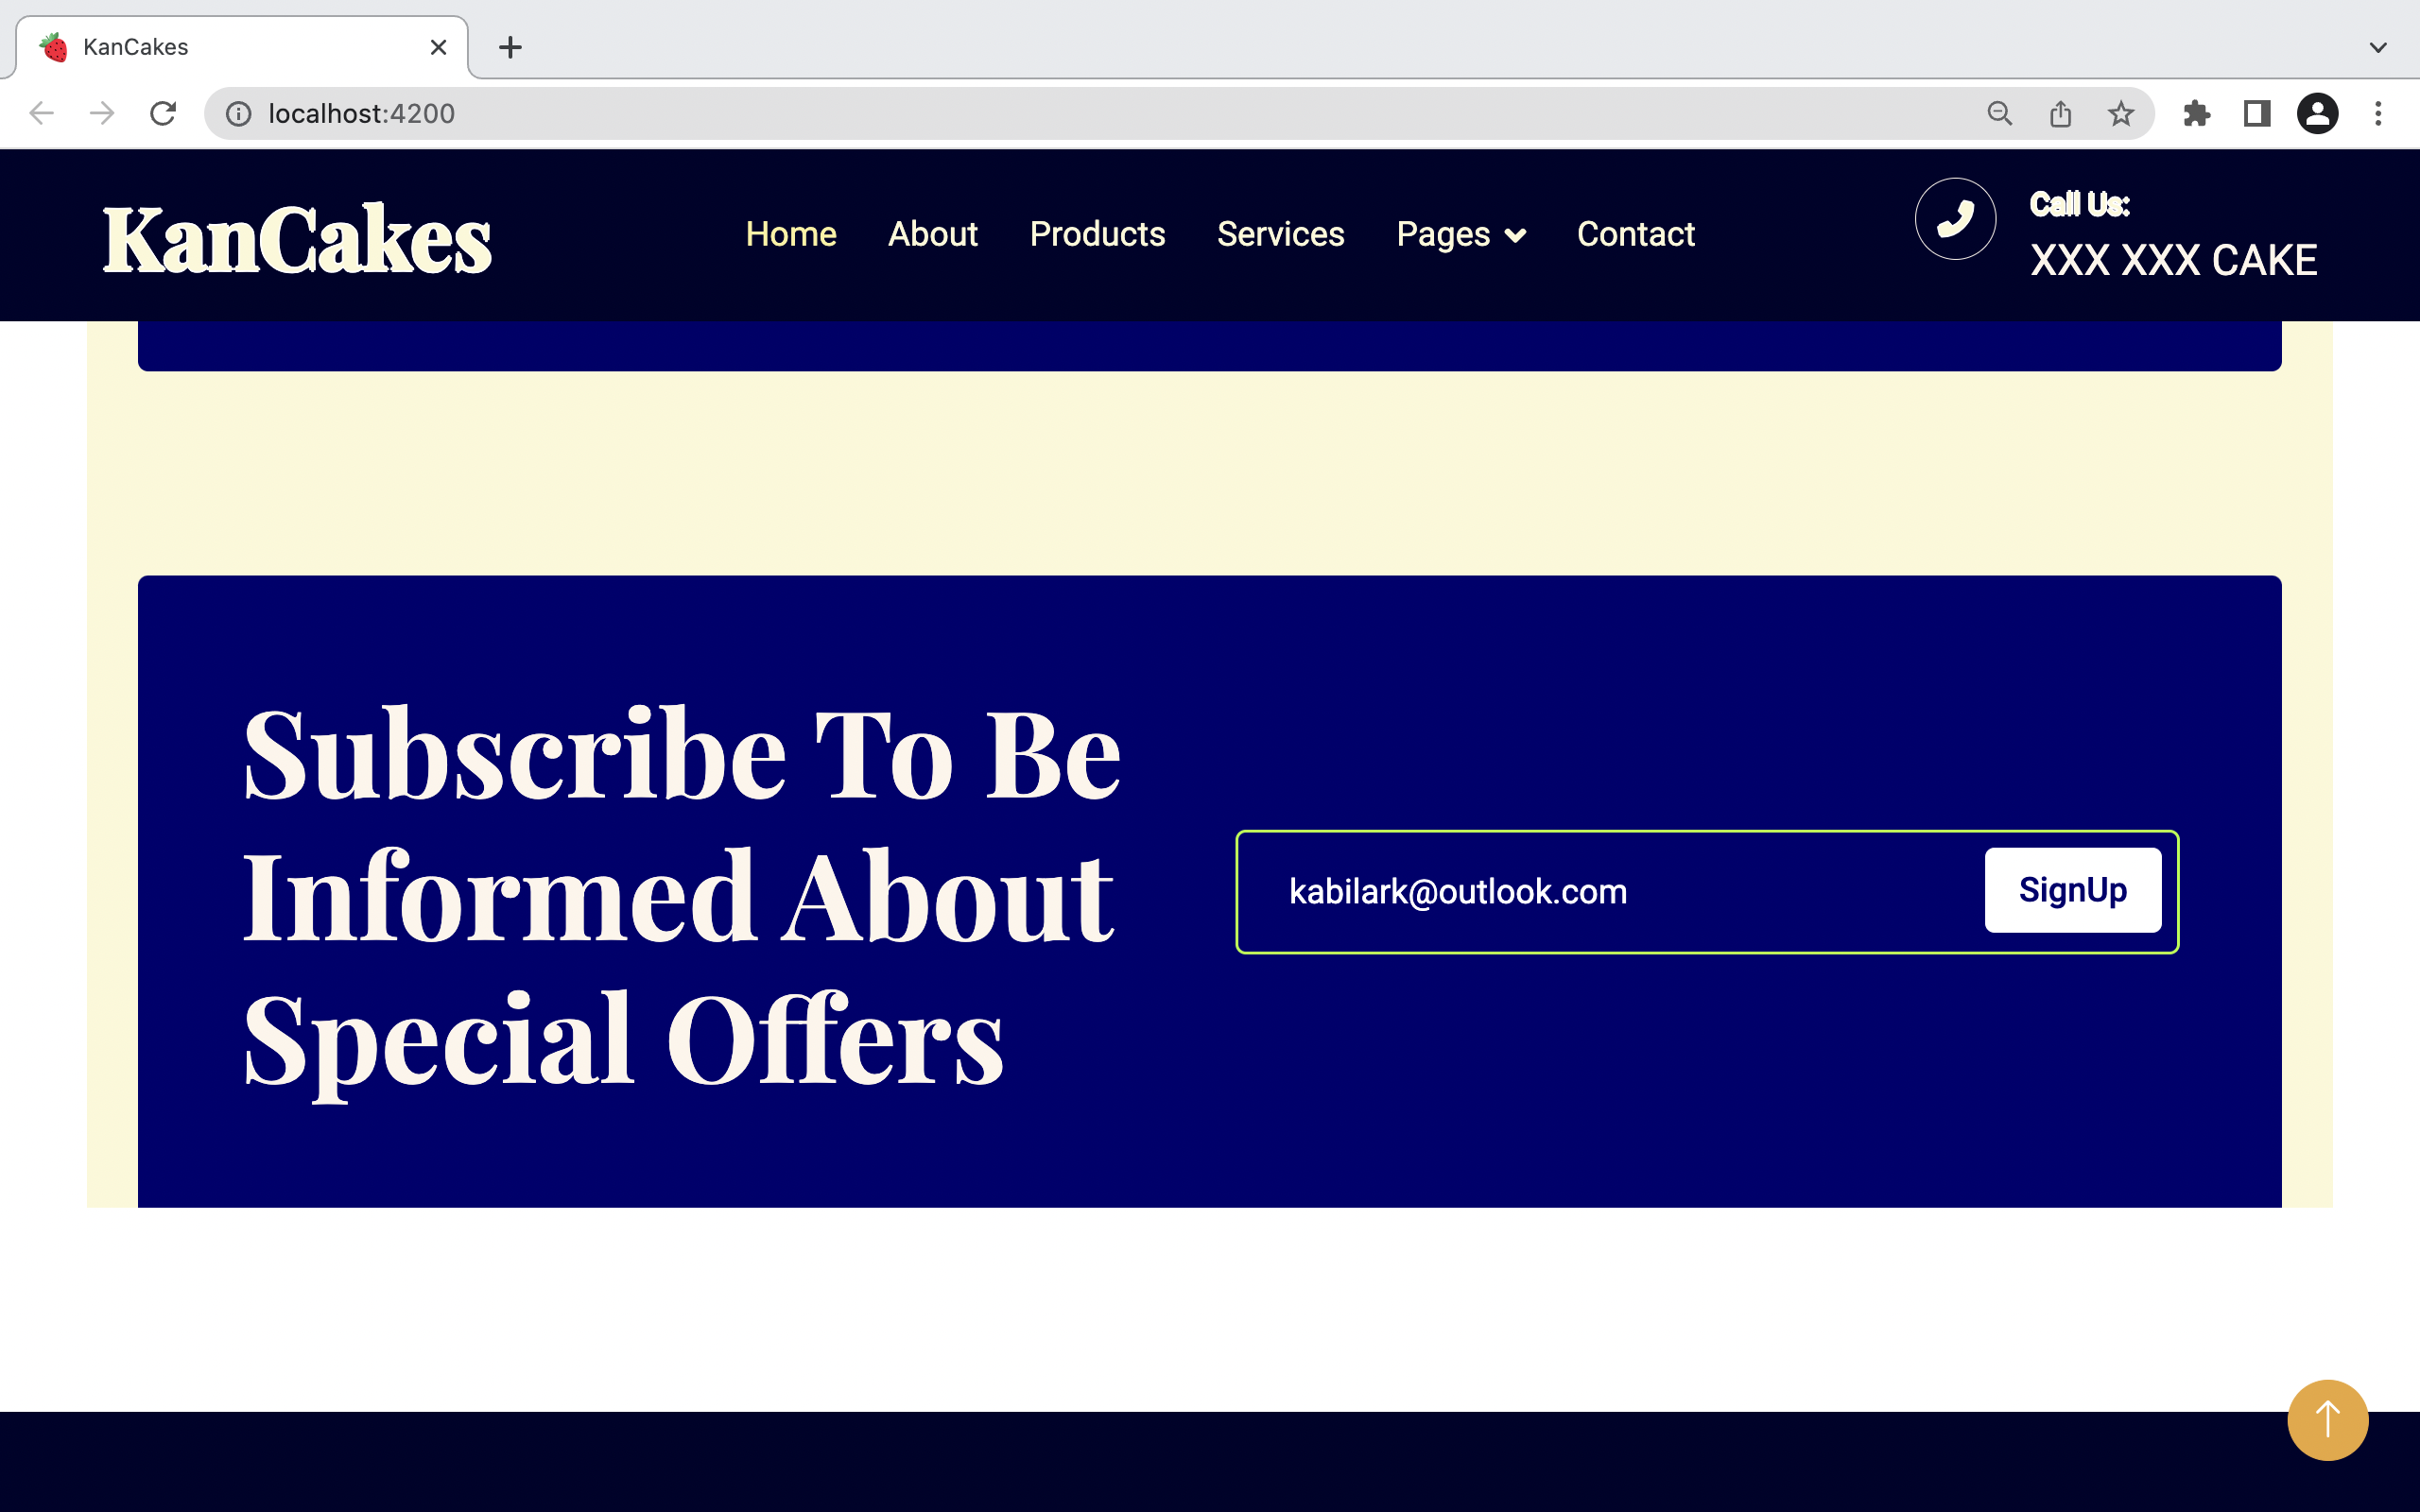 KanCakes
localhost:4200
KanCakes
Home About Products Services Pages Contact
Call Us:
XXX XXX CAKE
Subscribe To Be
Informed About
Special Offers
kabilark@outlook.com
SignUp